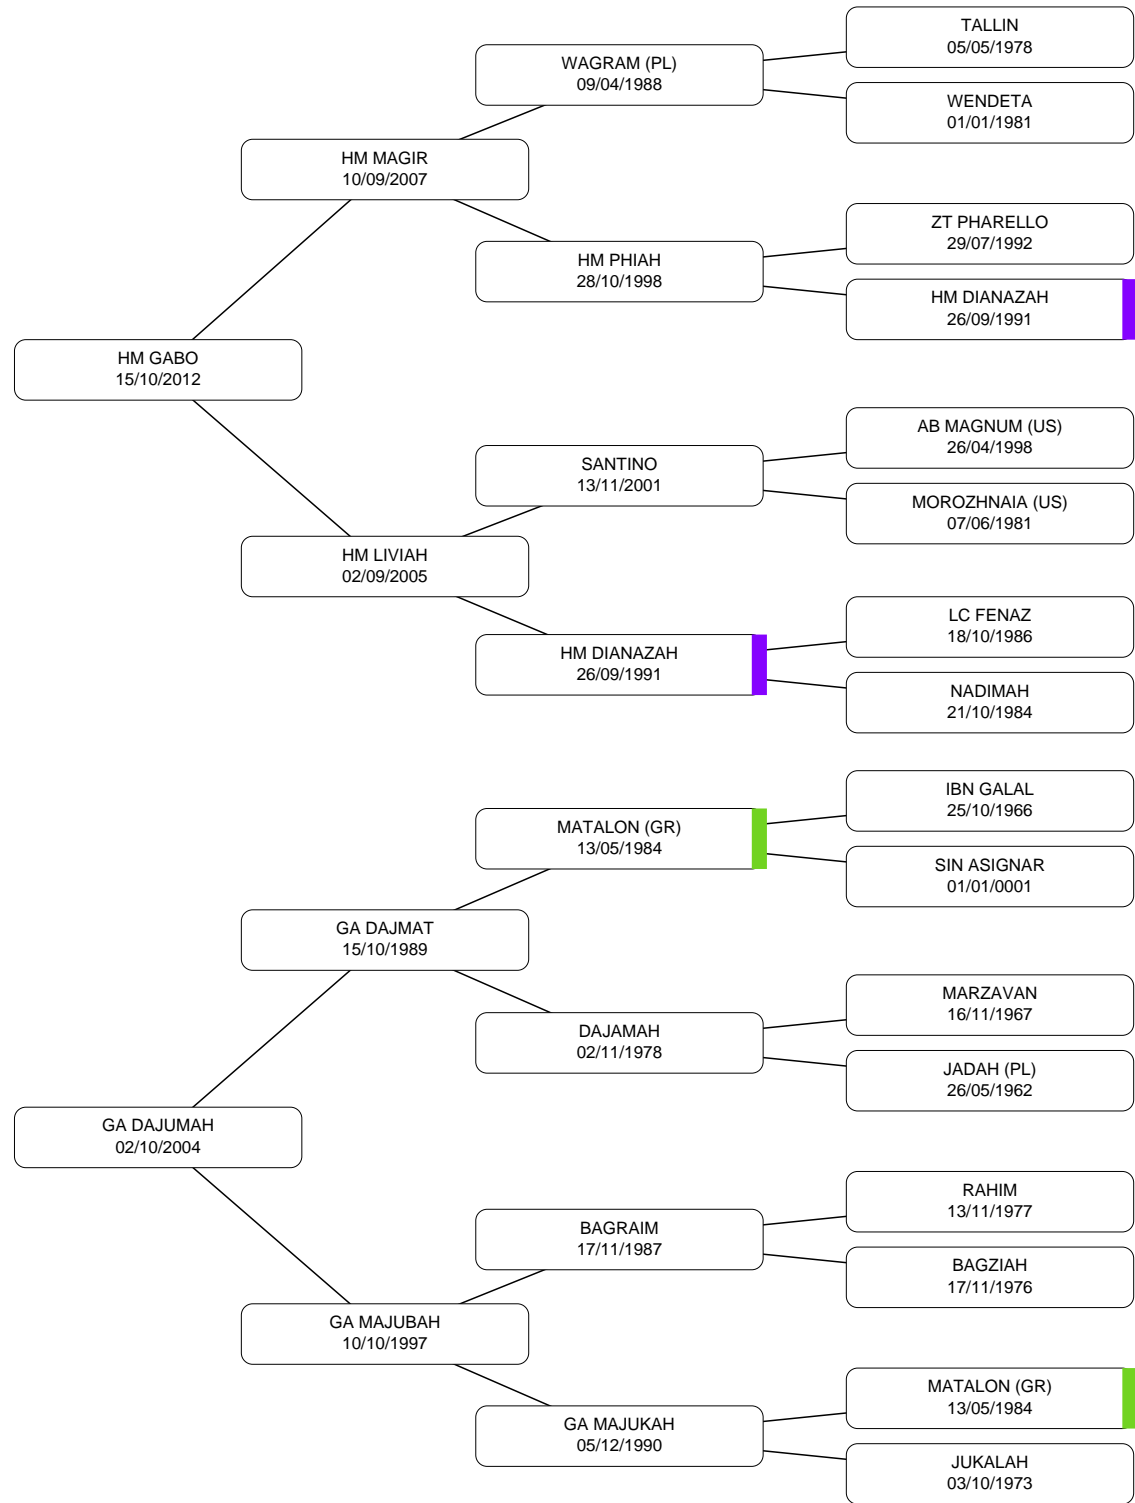 TALLIN
05/05/1978
WAGRAM (PL)
09/04/1988
WENDETA
01/01/1981
HM MAGIR
10/09/2007
ZT PHARELLO
29/07/1992
HM PHIAH
28/10/1998
HM DIANAZAH
26/09/1991
HM GABO
15/10/2012
AB MAGNUM (US)
26/04/1998
SANTINO
13/11/2001
MOROZHNAIA (US)
07/06/1981
HM LIVIAH
02/09/2005
LC FENAZ
18/10/1986
HM DIANAZAH
26/09/1991
NADIMAH
21/10/1984
IBN GALAL
25/10/1966
MATALON (GR)
13/05/1984
SIN ASIGNAR
01/01/0001
GA DAJMAT
15/10/1989
MARZAVAN
16/11/1967
DAJAMAH
02/11/1978
JADAH (PL)
26/05/1962
GA DAJUMAH
02/10/2004
RAHIM
13/11/1977
BAGRAIM
17/11/1987
BAGZIAH
17/11/1976
GA MAJUBAH
10/10/1997
MATALON (GR)
13/05/1984
GA MAJUKAH
05/12/1990
JUKALAH
03/10/1973